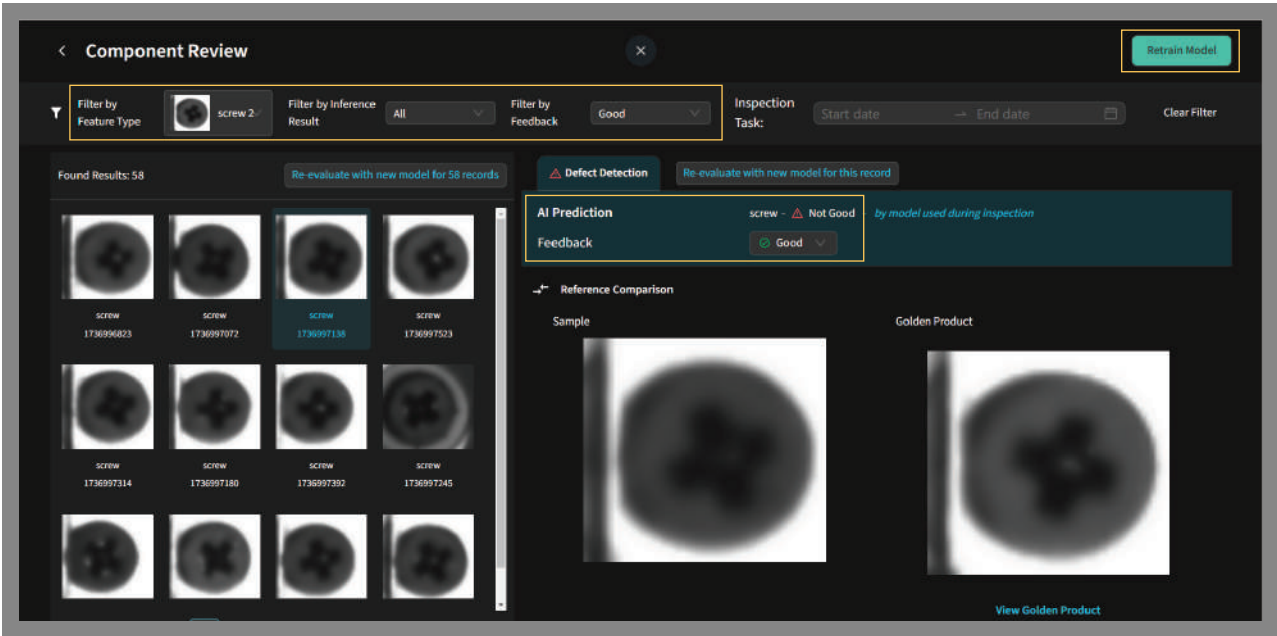 Component Review
Retrain Model
Filter by
Feature Type
screw 2
Filter by Inference
Result
All
Filter by
Feedback
Good
Inspection
Task:
Start date
End date
Clear Filter
Found Results: 58
Re-evaluate with new model for 58 records
Defect Detection
Re-evaluate with new model for this record
AI Prediction
screw - Not Good - by model used during inspection
Feedback
Good
Reference Comparison
Sample
Golden Product
screw
1736996823
screw
1736997072
screw
1736997138
screw
1736997523
screw
1736997314
screw
1736997180
screw
1736997392
screw
1736997245
View Golden Product